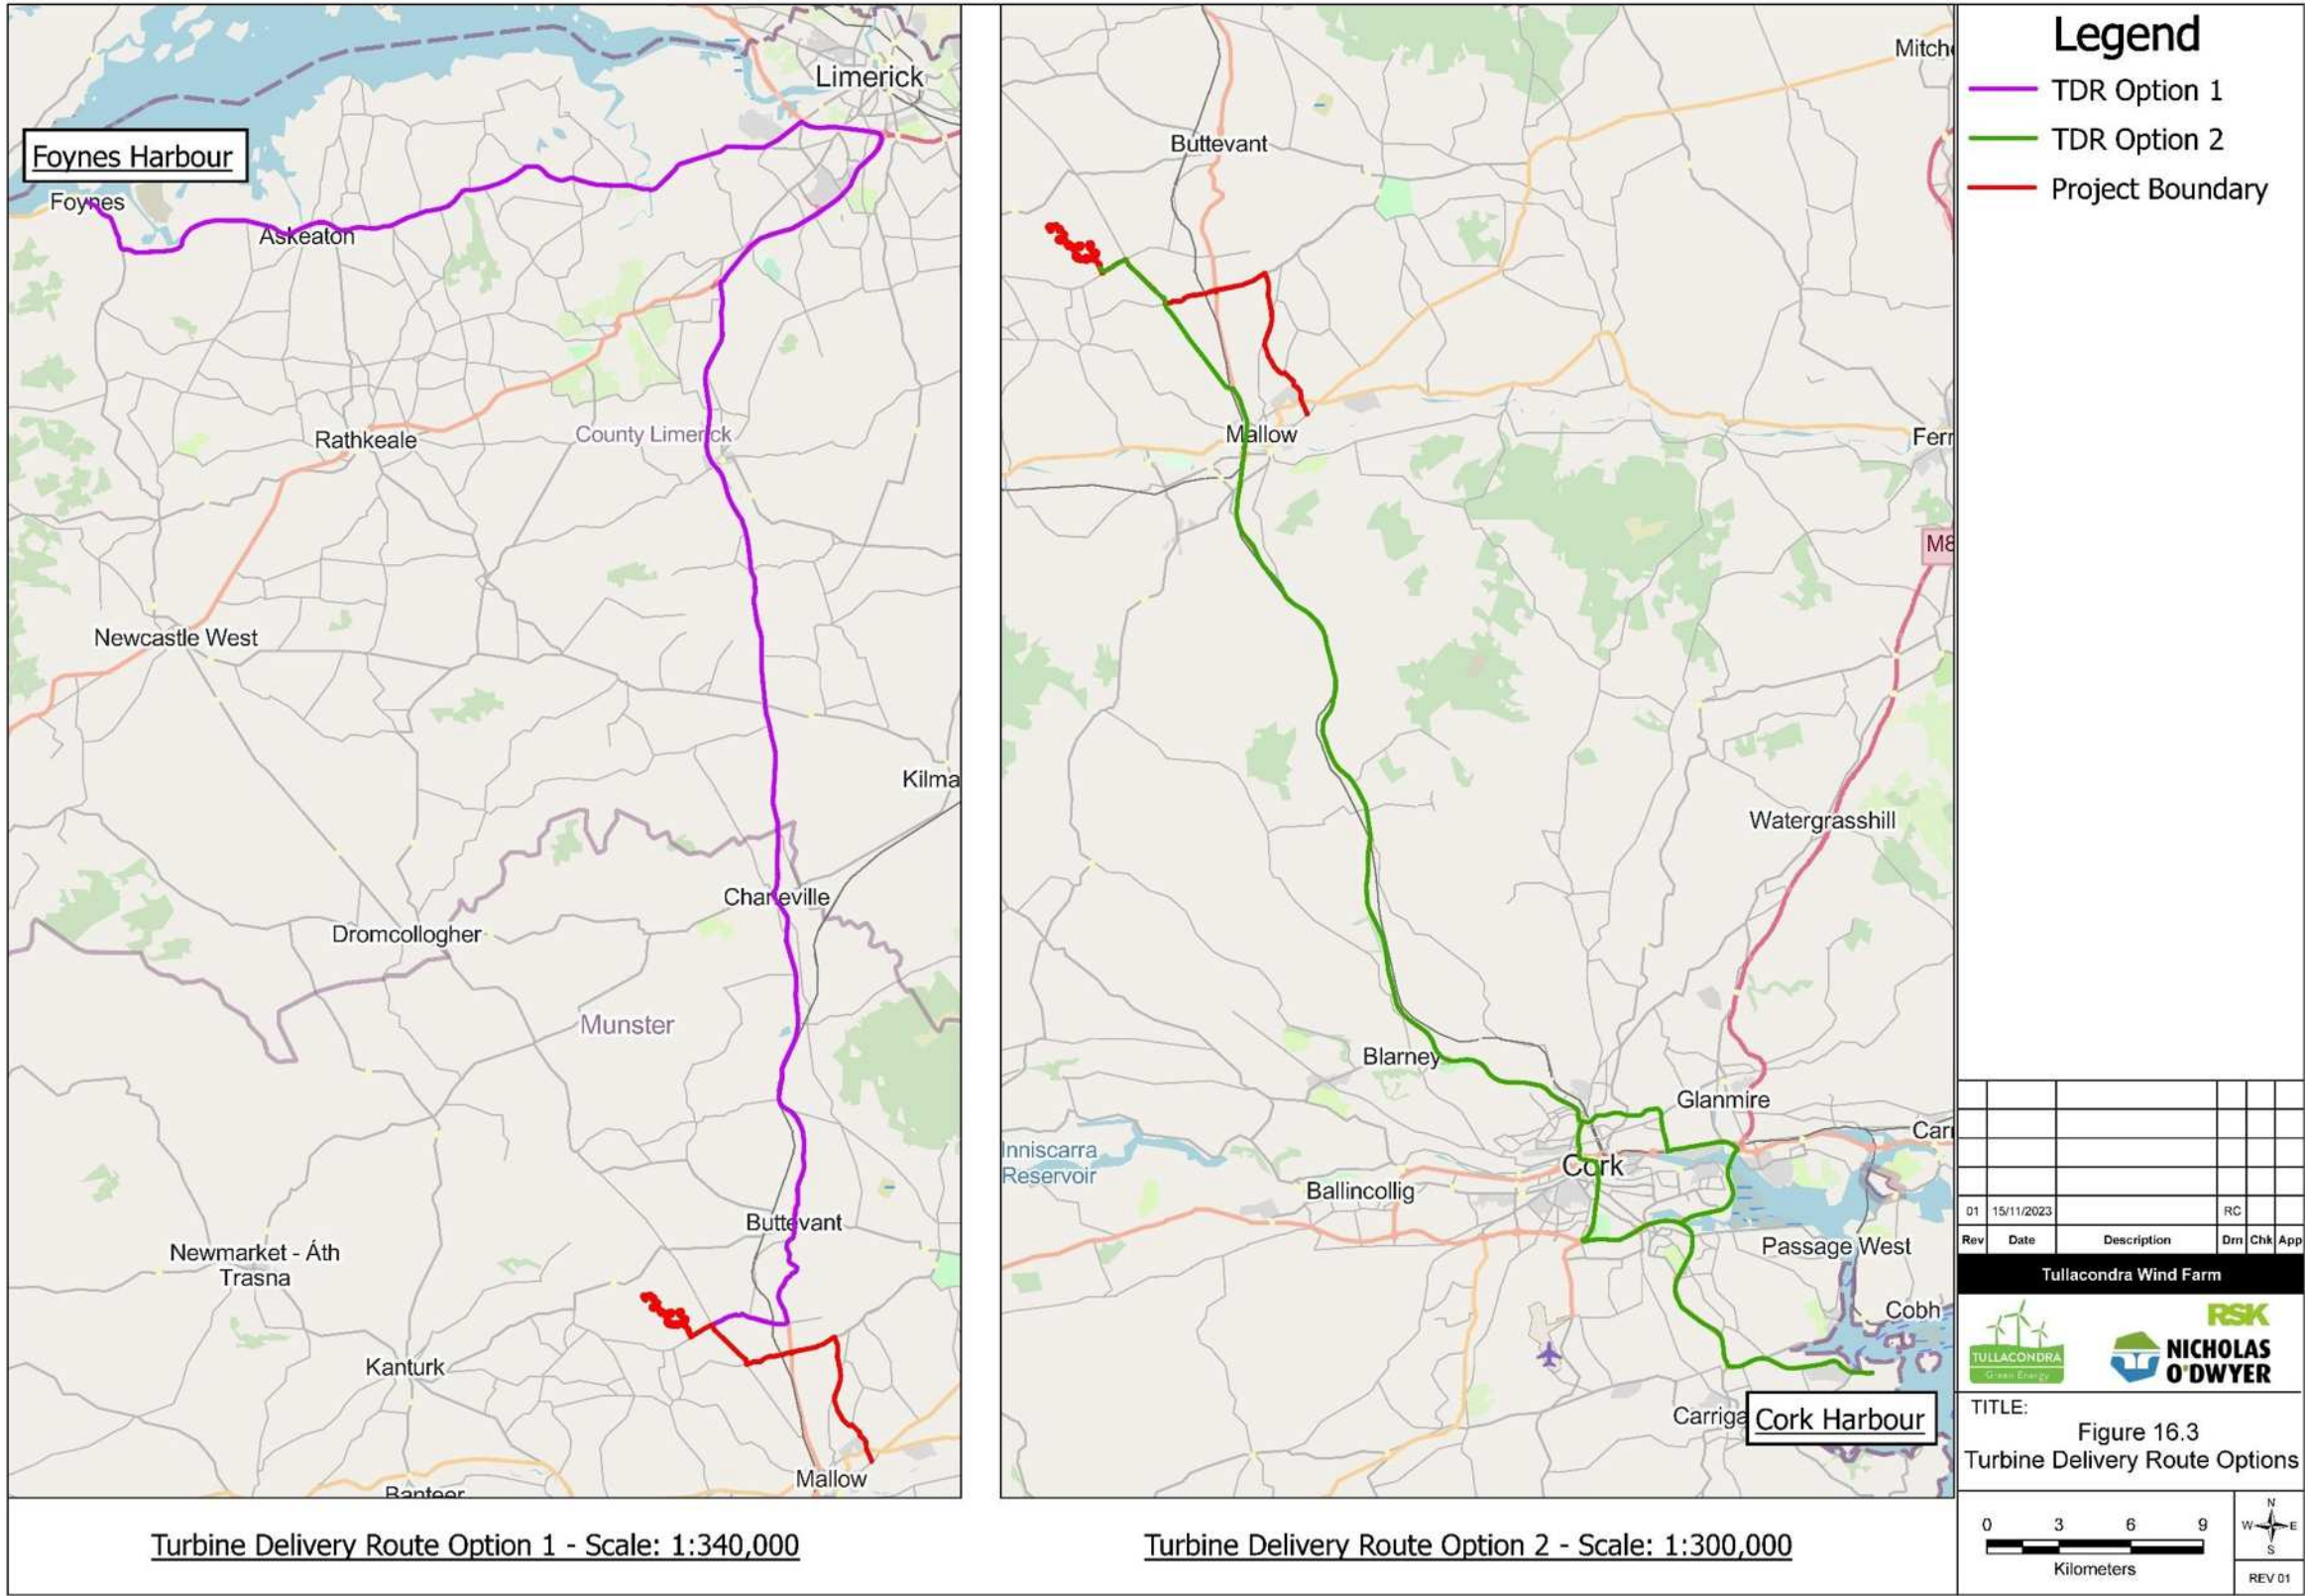 Limerick
Foynes Harbour
Foynes
Askeaton
Rathkeale
County Limerick
Newcastle West
Kilma
Charleville
Dromcollogher
Munster
Buttevant
Newmarket - Áth
Trasna
Kanturk
Mallow
Banteer
Turbine Delivery Route Option 1 - Scale: 1:340,000
Mitche
Buttevant
Mallow
Ferr
M8
Watergrasshill
Blarney
Glanmire
Inniscarra
Reservoir
Carr
Cork
Ballincollig
Passage West
Cobh
Carriga
Cork Harbour
Turbine Delivery Route Option 2 - Scale: 1:300,000
Legend
TDR Option 1
TDR Option 2
Project Boundary
01 15/11/2023 RC
Rev Date Description Drn Chk App
Tullacondra Wind Farm
TULLACONDRA
Green Energy
RSK
NICHOLAS
O'DWYER
TITLE:
Figure 16.3
Turbine Delivery Route Options
0 3 6 9
Kilometers
N
W E
S
REV 01